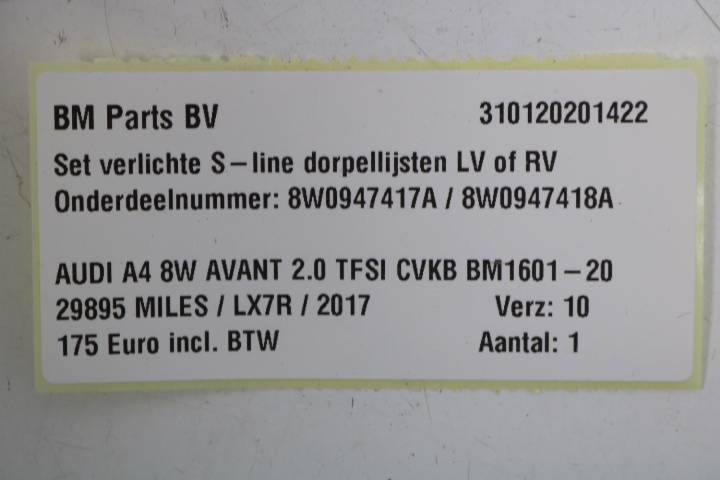 BM Parts BV 310120201422
Set verlichte S-line dorpellijsten LV of RV
Onderdeelnummer: 8W0947417A / 8W0947418A
AUDI A4 8W AVANT 2.0 TFSI CVKB BM1601-20
29895 MILES / LX7R / 2017 Verz: 10
175 Euro incl. BTW Aantal: 1